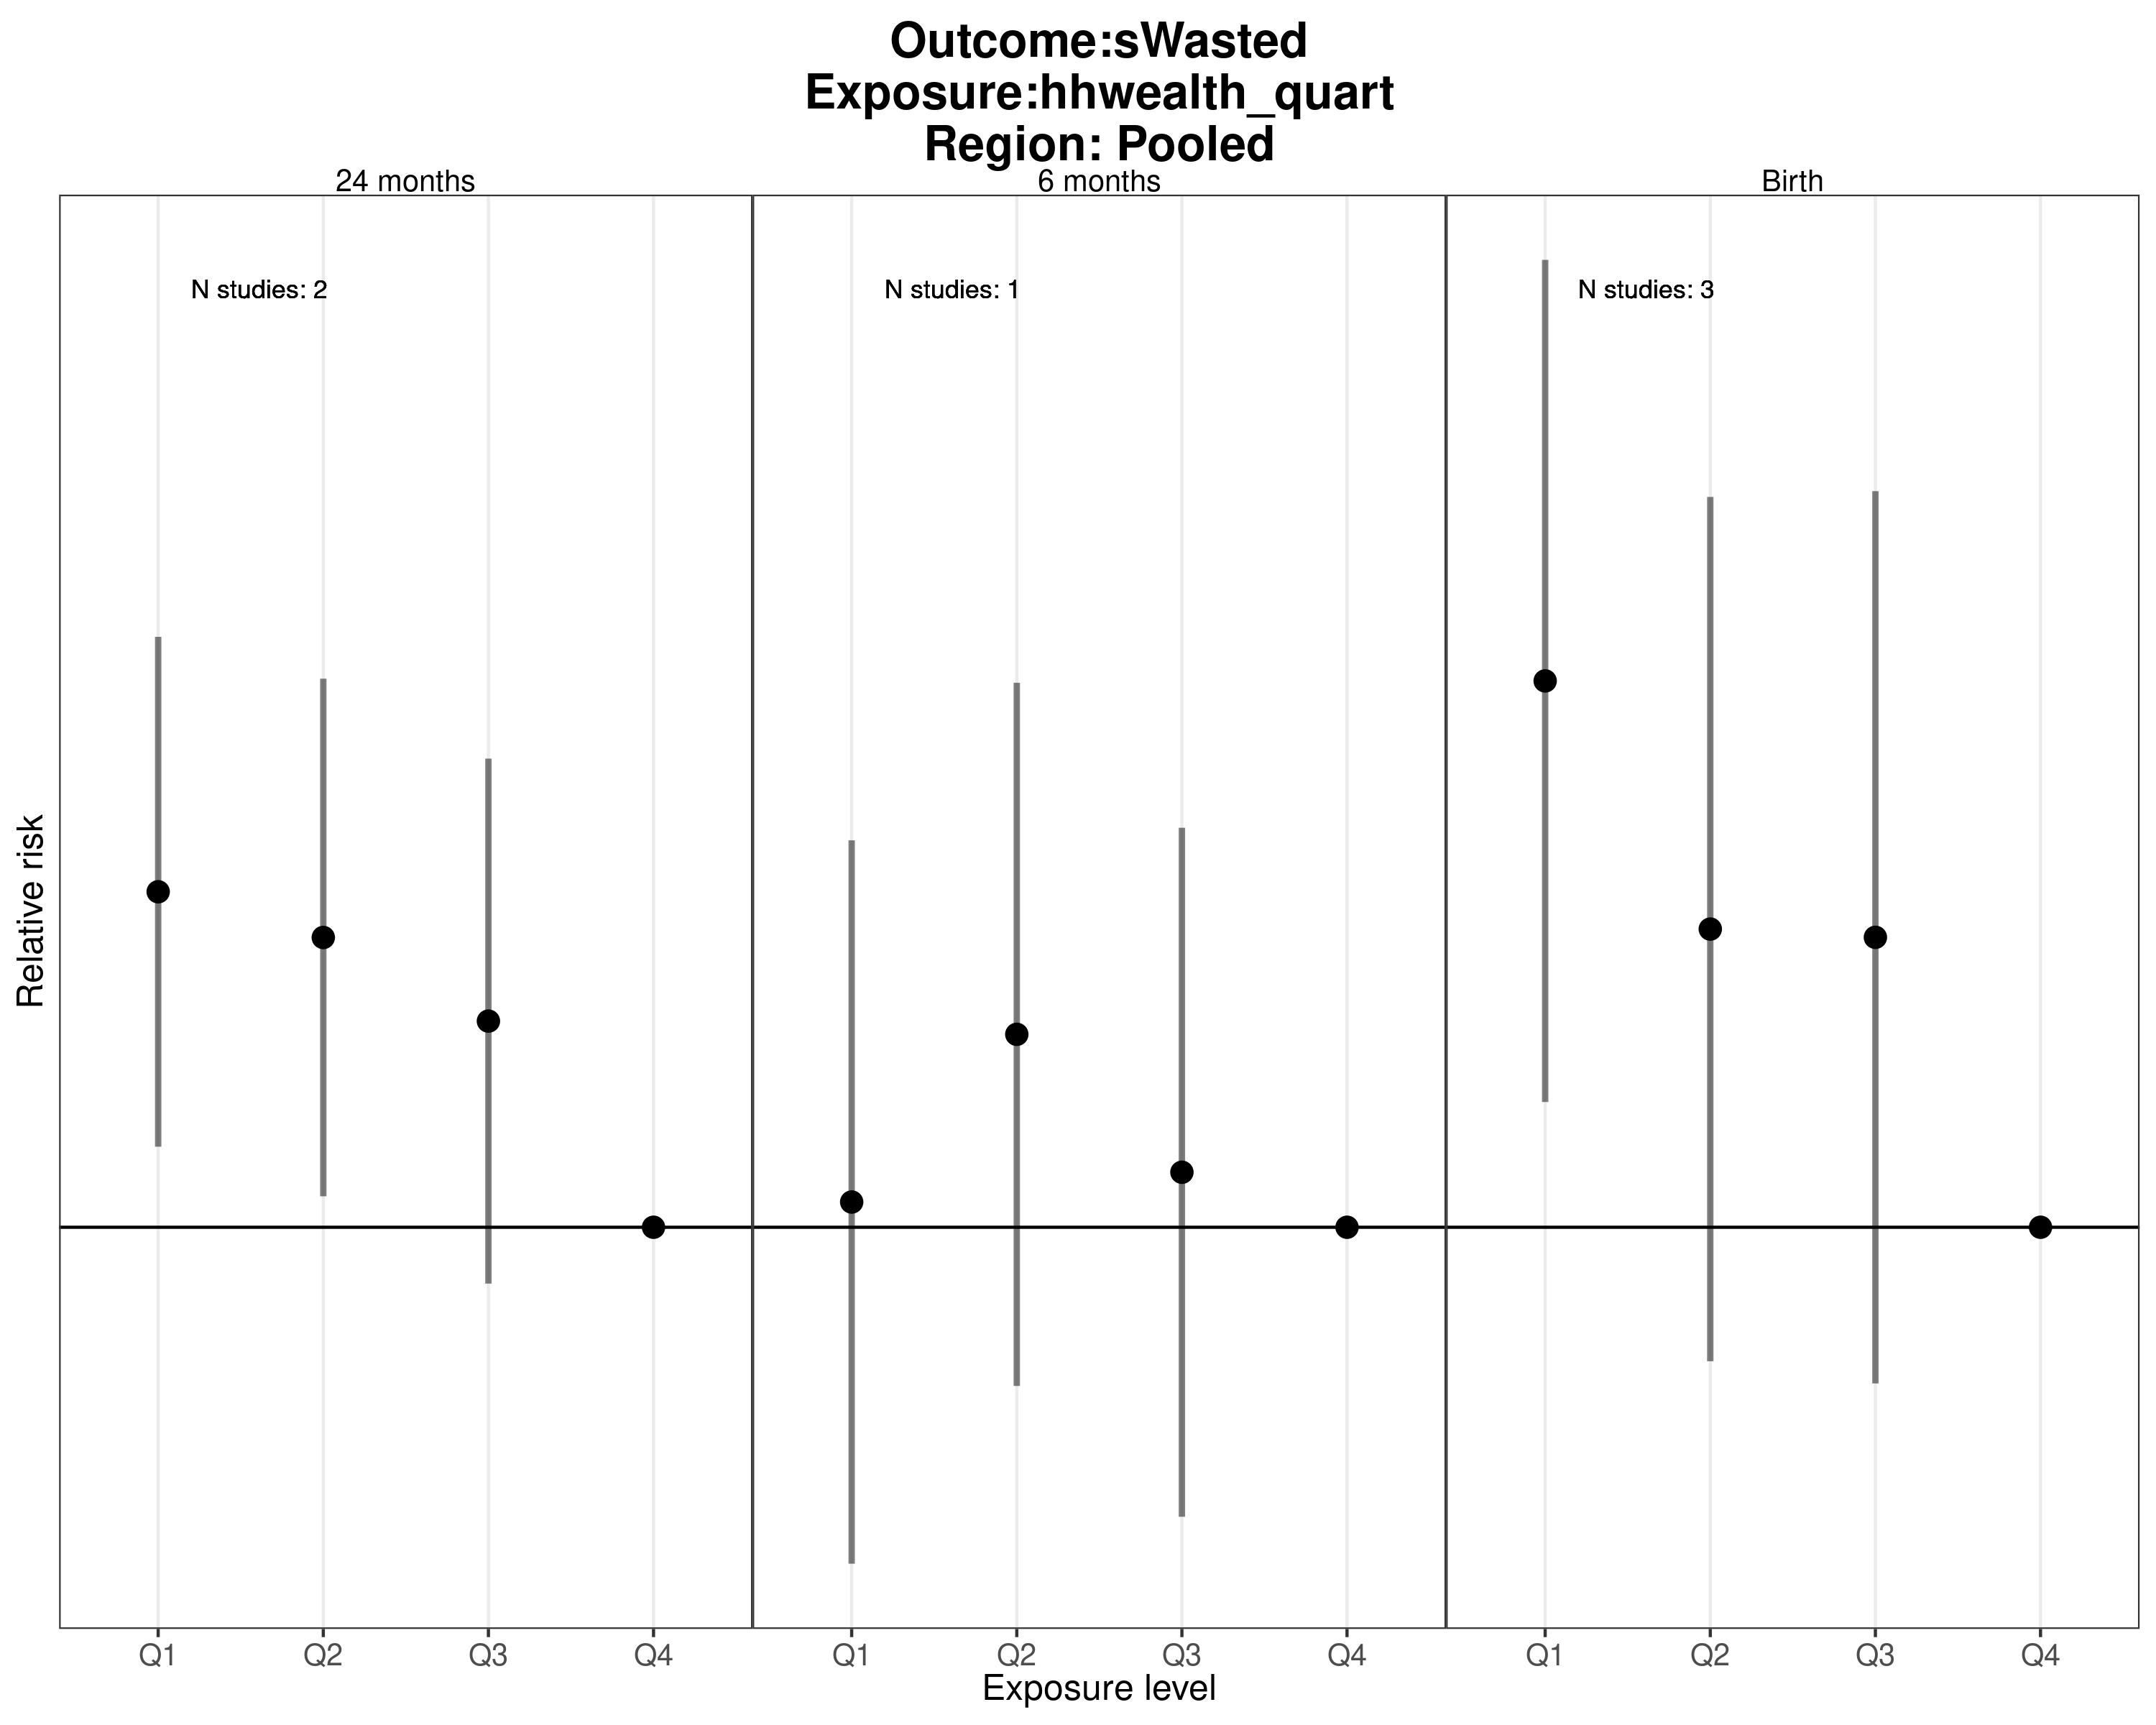 Outcome:sWasted
Exposure:hhwealth_quart
Region: Pooled
24 months
6 months
Birth
N studies: 2
N studies: 1
N studies: 3
Relative risk
Q1 Q2 Q3 Q4 Q1 Q2 Q3 Q4 Q1 Q2 Q3 Q4
Exposure level